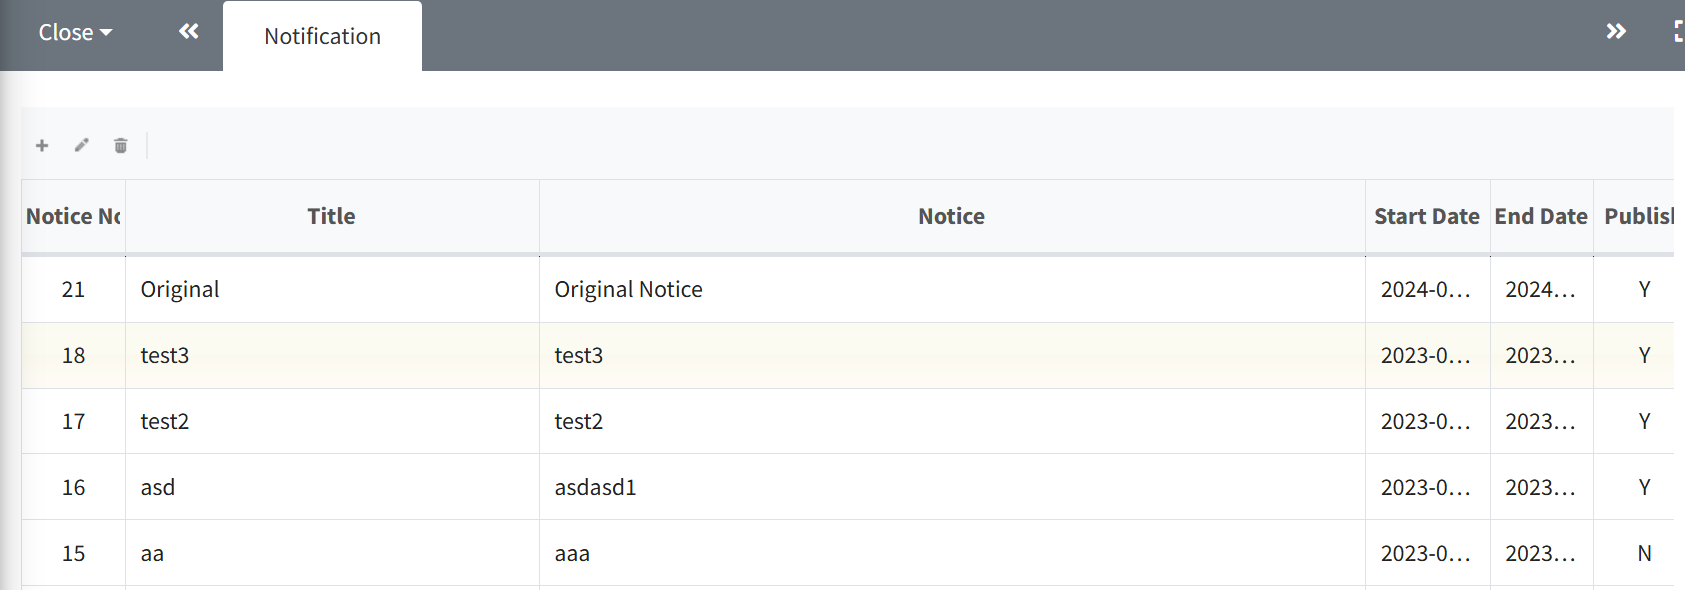 Close Notification
Notice No Title Notice Start Date End Date Publish
21 Original Original Notice 2024-0... 2024... Y
18 test3 test3 2023-0... 2023... Y
17 test2 test2 2023-0... 2023... Y
16 asd asdasd1 2023-0... 2023... Y
15 aa aaa 2023-0... 2023... N